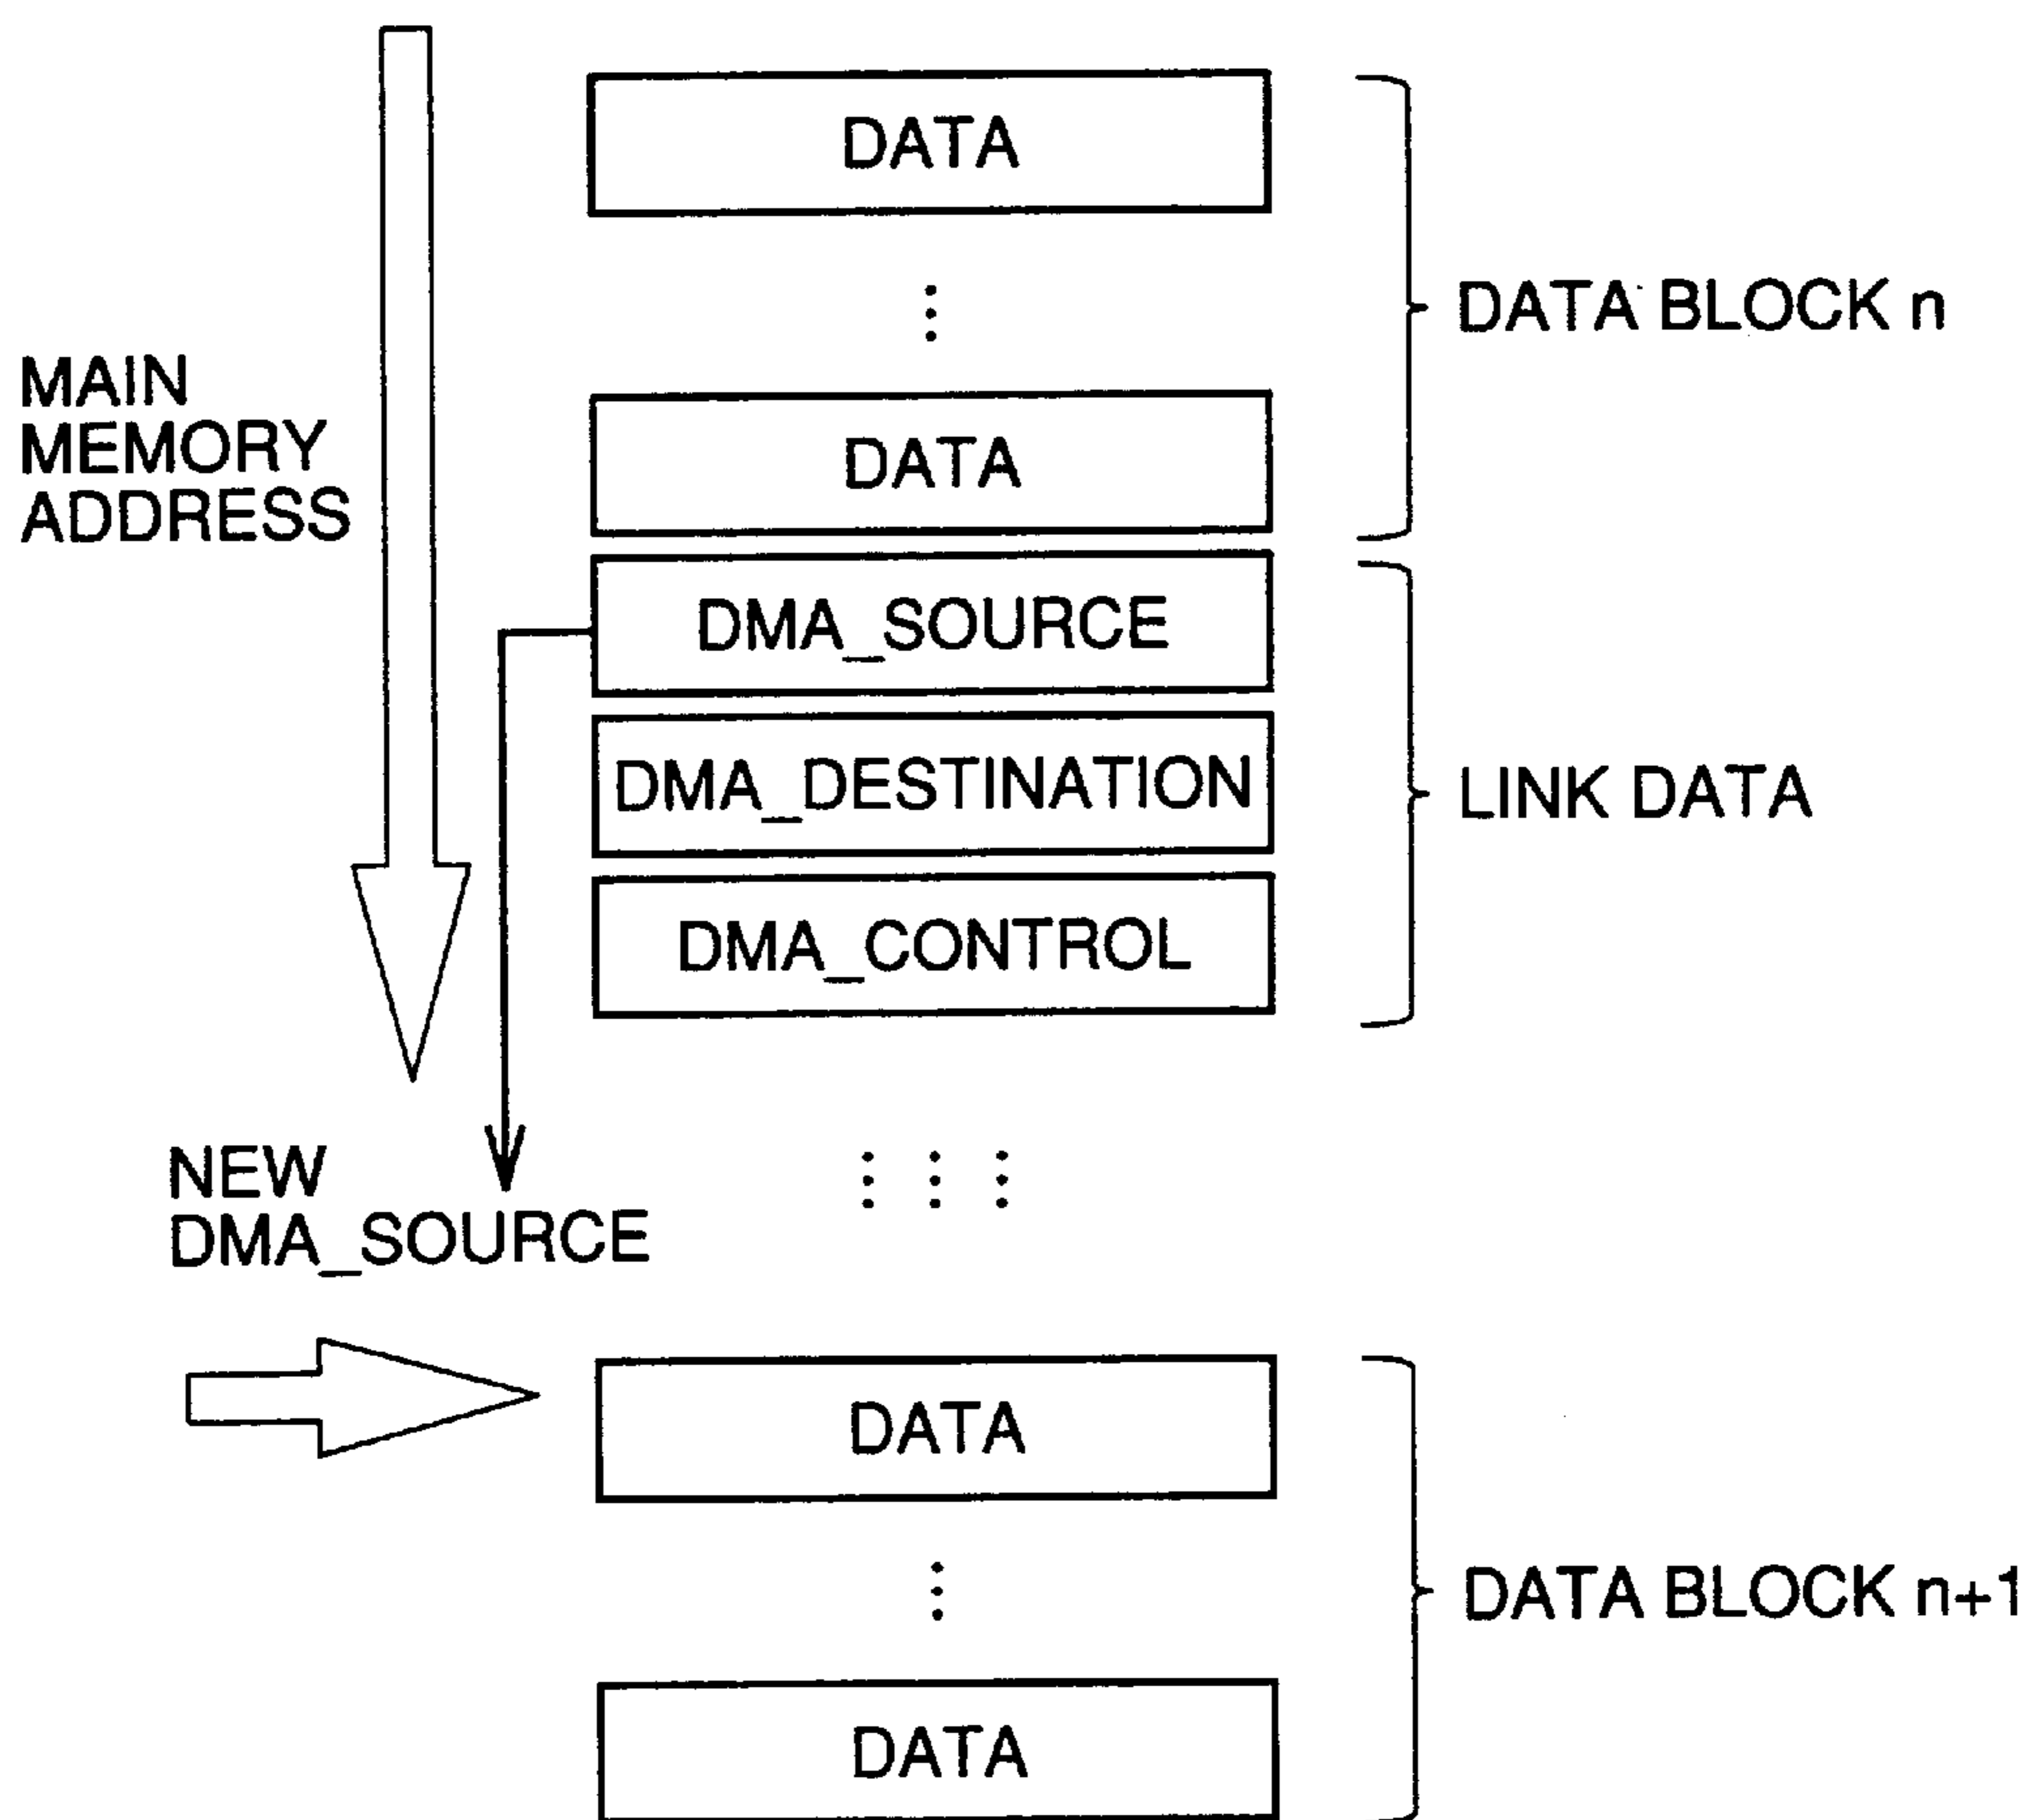 DATA
DATA BLOCK n
MAIN
MEMORY
ADDRESS
DATA
DMA_SOURCE
DMA_DESTINATION
LINK DATA
DMA_CONTROL
NEW
DMA_SOURCE
DATA
DATA BLOCK n+1
DATA